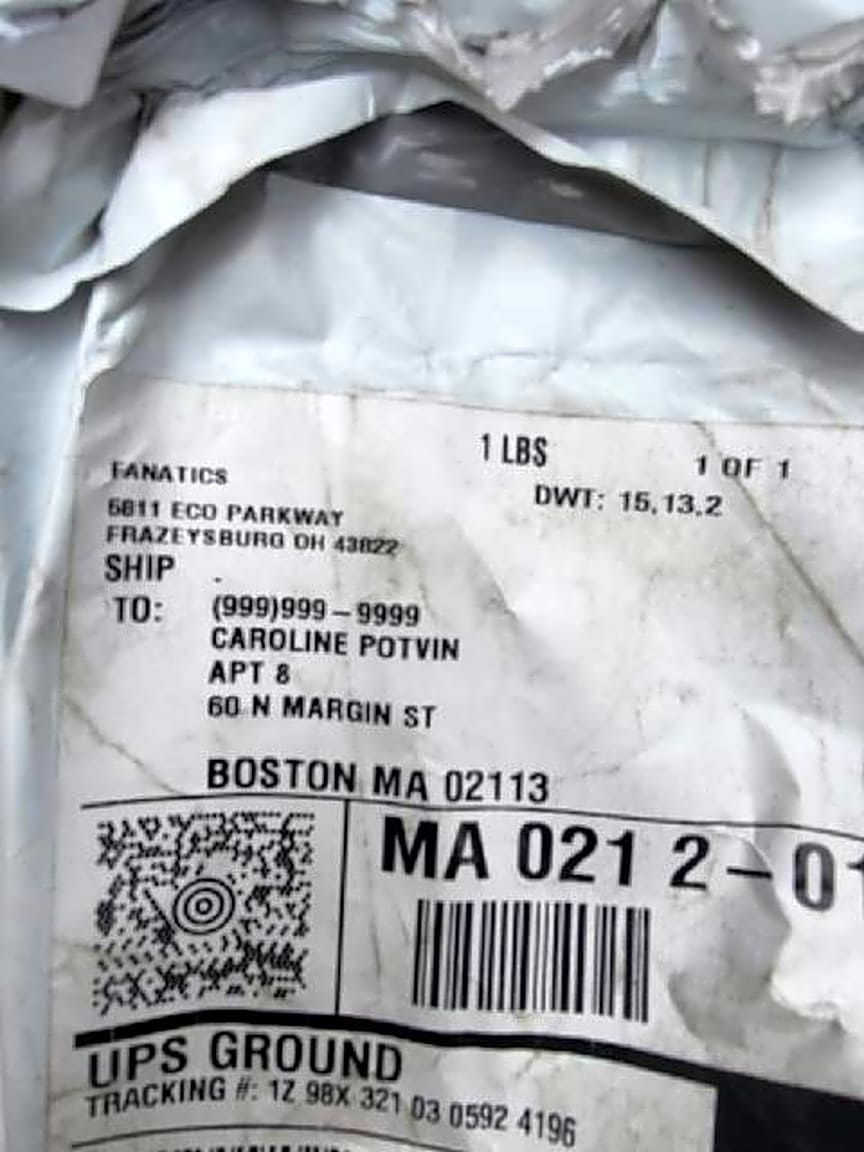 1 LBS 1 OF 1
FANATICS
DWT: 15,13,2
6811 ECO PARKWAY
FRAZEYSBURG OH 43822
SHIP
TO: (999)999-9999
CAROLINE POTVIN
APT 8
60 N MARGIN ST
BOSTON MA 02113
MA 021 2-01
UPS GROUND
TRACKING #: 1Z 98X 321 03 0592 4196